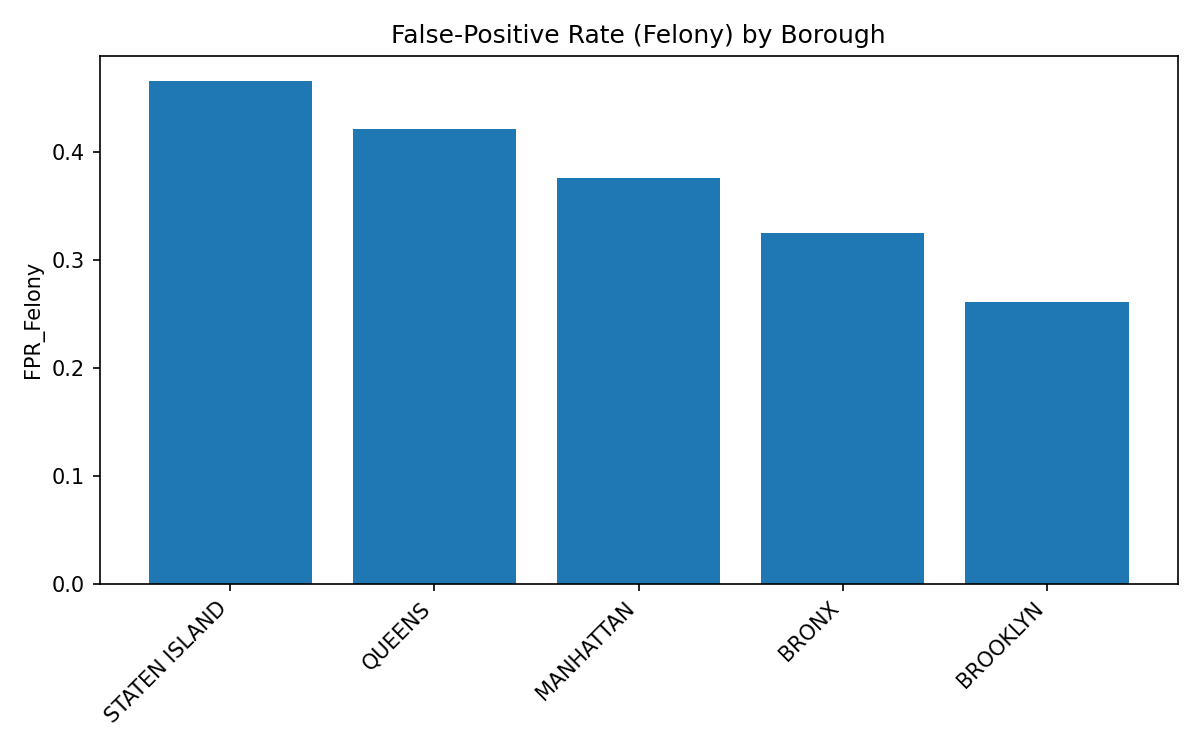 False-Positive Rate (Felony) by Borough
FPR_Felony
0.4
0.3
0.2
0.1
0.0
STATEN ISLAND
QUEENS
MANHATTAN
BRONX
BROOKLYN